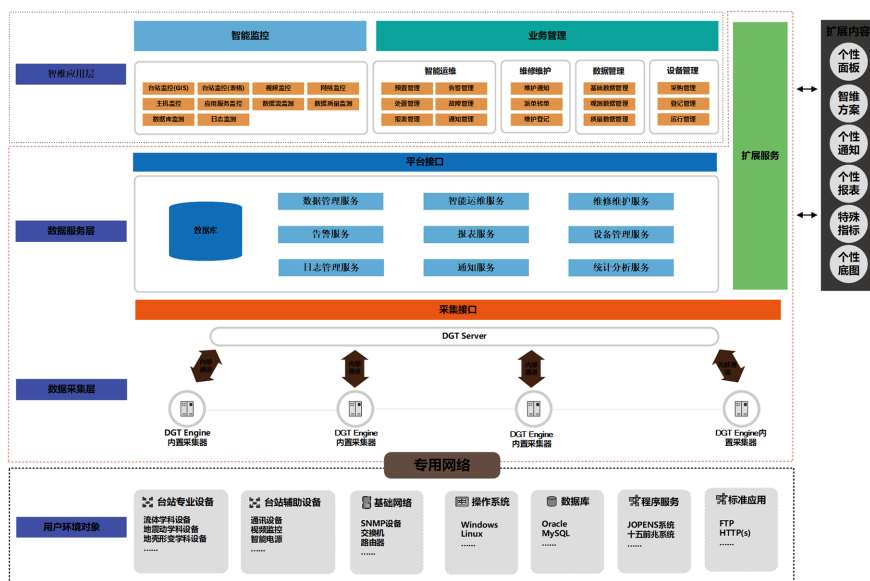 智能监控
业务管理
扩展服务
扩展内容
个性面板
智维方案
个性通知
个性报表
特殊指标
个性底图
智维应用层
台站监控(GIS) 台站监控(表格) 视频监控 网络监控
主机监控 应用服务监控 数据流监测 数据质量监测
数据库监测 日志监测
智能运维
预置管理 告警管理
处置管理 故障管理
报表管理 通知管理
维修维护
维护通知
派单转单
维护登记
数据管理
基础数据管理
观测数据管理
质量数据管理
设备管理
采购管理
登记管理
运行管理
平台接口
数据服务层
数据库
数据管理服务 智能运维服务 维修维护服务
告警服务 报表服务 设备管理服务
日志管理服务 通知服务 统计分析服务
采集接口
DGT Server
数据采集层
内部通道
内部通道
内部通道
内部通道
DGT Engine
内置采集器
DGT Engine
内置采集器
DGT Engine
内置采集器
DGT Engine内
置采集器
专用网络
用户环境对象
台站专业设备
流体学科设备
地震动学科设备
地壳形变学科设备
……
台站辅助设备
通讯设备
视频监控
智能电源
……
基础网络
SNMP设备
交换机
路由器
……
操作系统
Windows
Linux
……
数据库
Oracle
MySQL
……
程序服务
JOPENS系统
十五前兆系统
……
标准应用
FTP
HTTP(s)
……